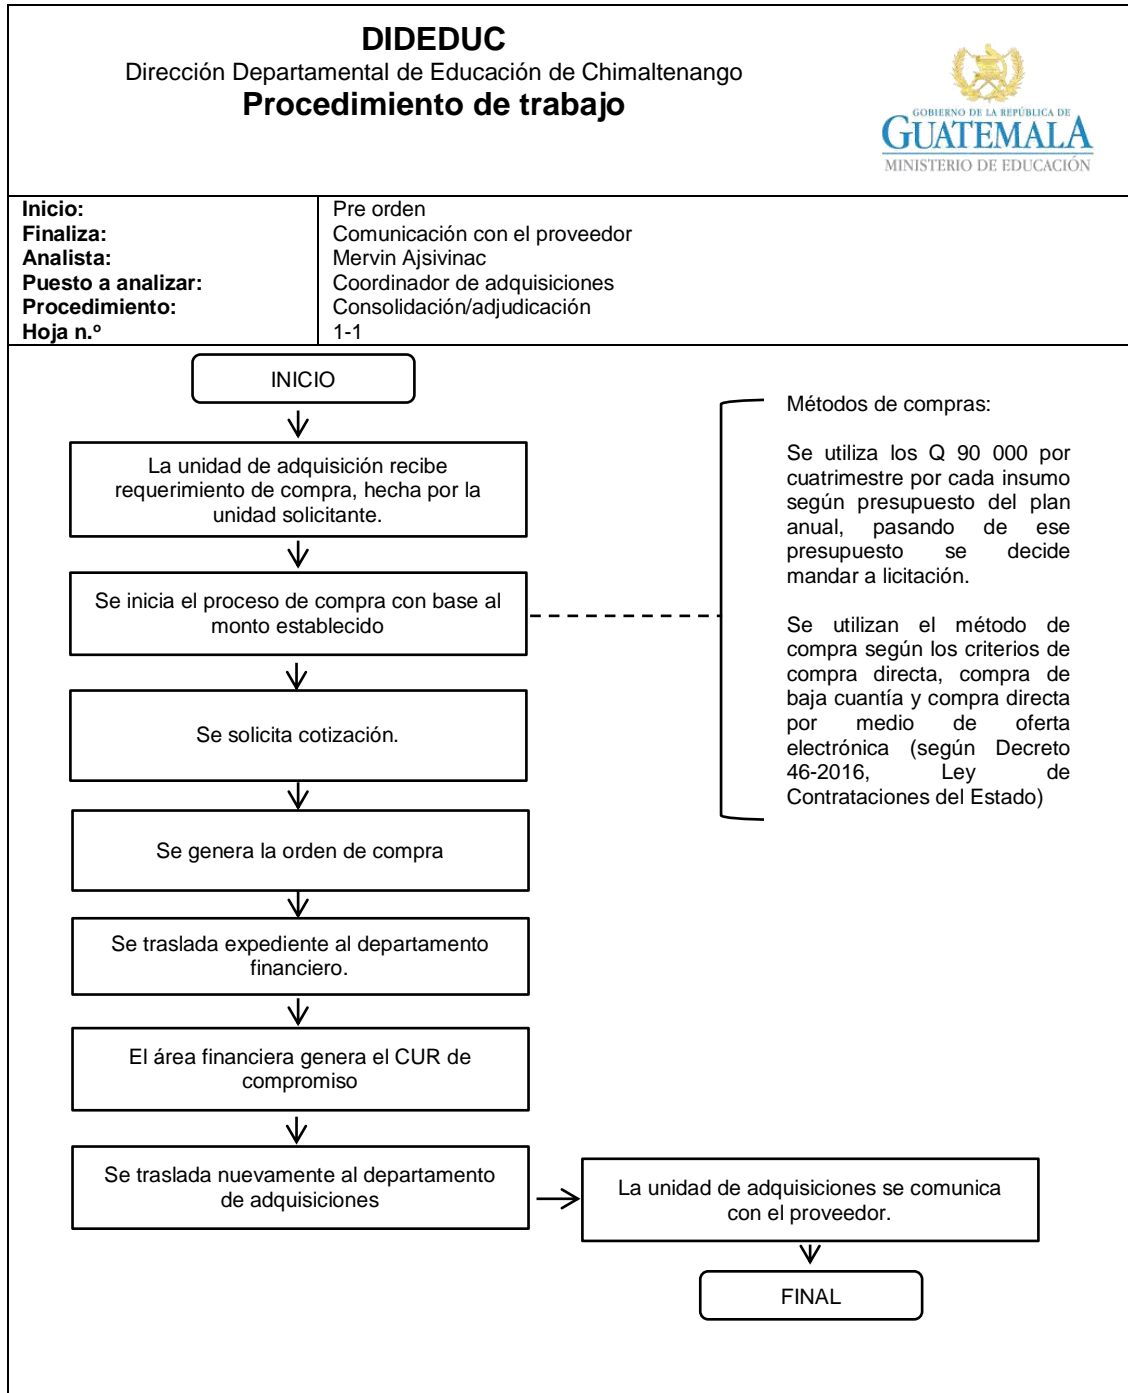 DIDEDUC
Dirección Departamental de Educación de Chimaltenango
Procedimiento de trabajo
GOBIERNO DE LA REPÚBLICA DE
GUATEMALA
MINISTERIO DE EDUCACIÓN
Inicio: Pre orden
Finaliza: Comunicación con el proveedor
Analista: Mervin Ajsivinac
Puesto a analizar: Coordinador de adquisiciones
Procedimiento: Consolidación/adjudicación
Hoja n.º 1-1
INICIO
La unidad de adquisición recibe
requerimiento de compra, hecha por la
unidad solicitante.
Se inicia el proceso de compra con base al
monto establecido
Métodos de compras:
Se utiliza los Q 90 000 por
cuatrimestre por cada insumo
según presupuesto del plan
anual, pasando de ese
presupuesto se decide
mandar a licitación.
Se utilizan el método de
compra según los criterios de
compra directa, compra de
baja cuantía y compra directa
por medio de oferta
electrónica (según Decreto
46-2016, Ley de
Contrataciones del Estado)
Se solicita cotización.
Se genera la orden de compra
Se traslada expediente al departamento
financiero.
El área financiera genera el CUR de
compromiso
Se traslada nuevamente al departamento
de adquisiciones
La unidad de adquisiciones se comunica
con el proveedor.
FINAL